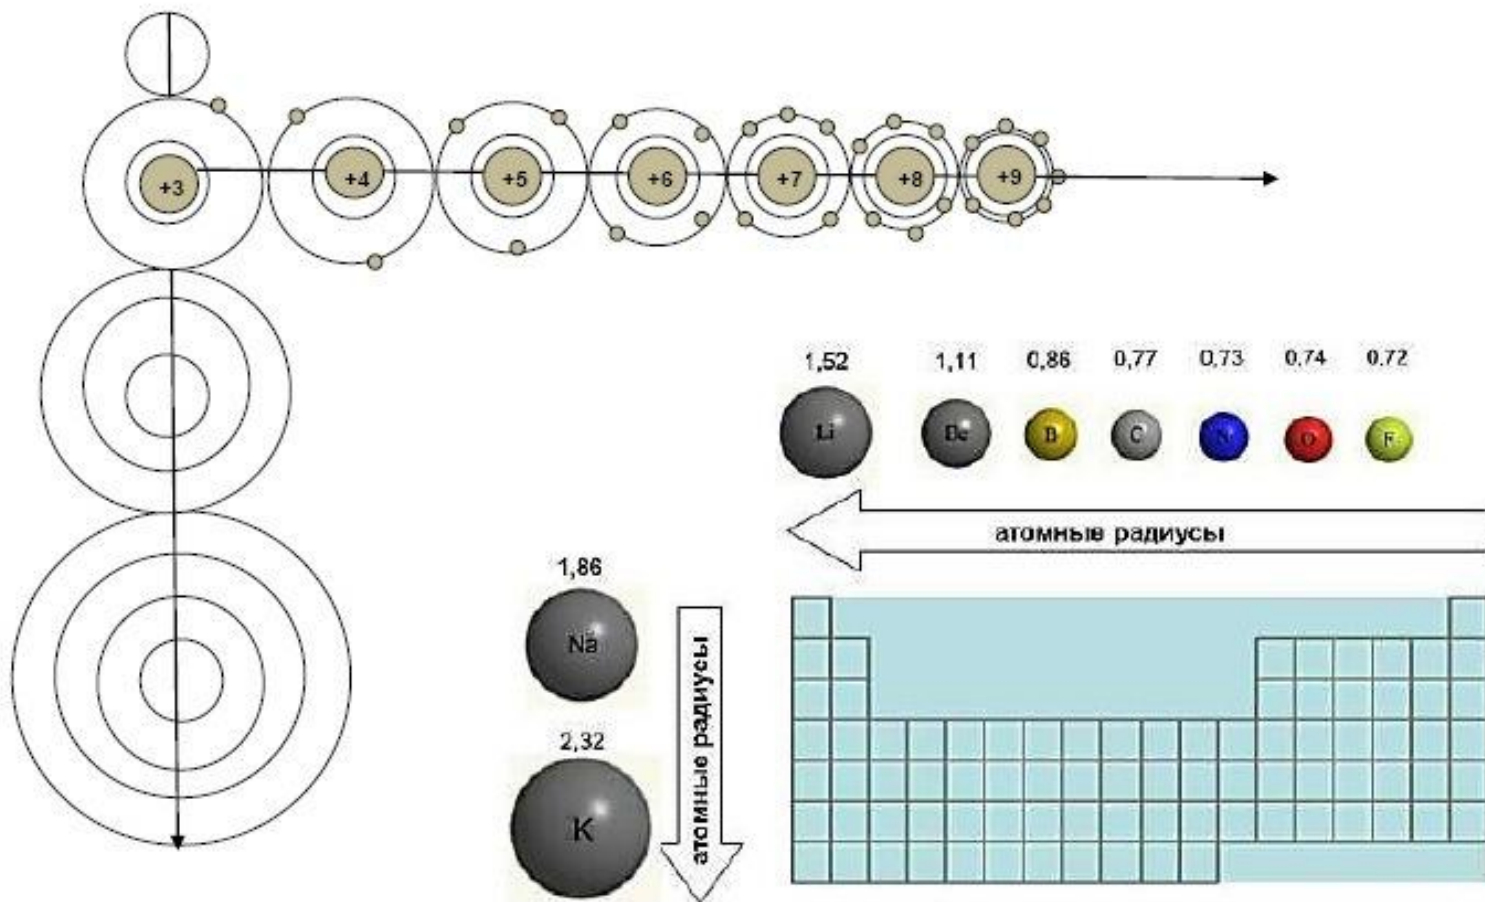 +3 +4 +5 +6 +7 +8 +9
1,52 1,11 0,86 0,77 0,73 0,74 0,72
Li Be B C N O F
атомные радиусы
1,86
Na
2,32
K
атомные радиусы